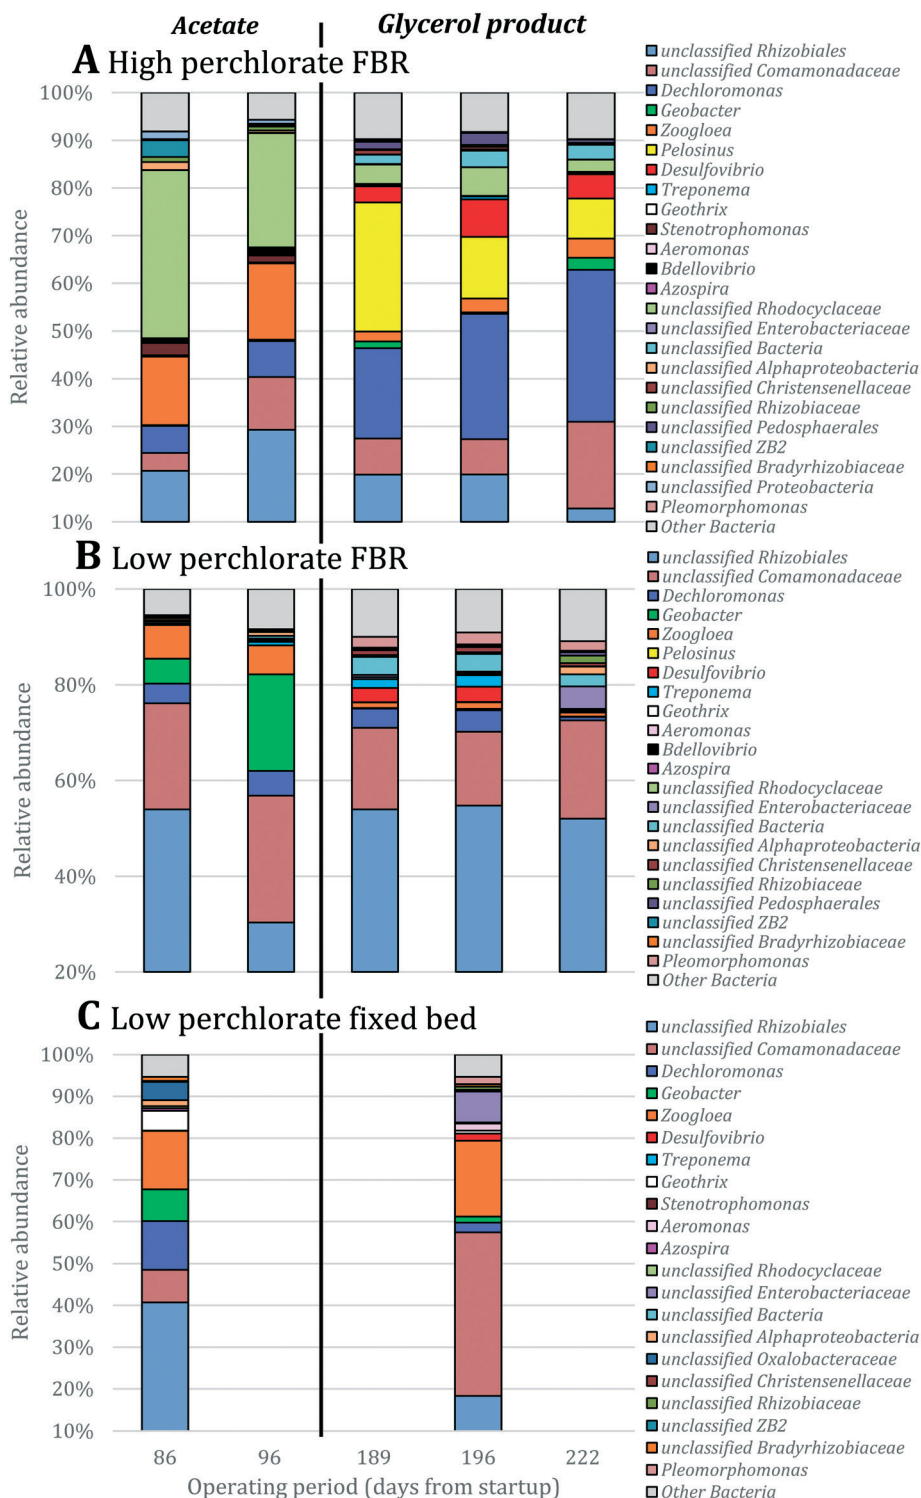 Acetate
Glycerol product
A High perchlorate FBR
Relative abundance
100%
90%
80%
70%
60%
50%
40%
30%
20%
10%
unclassified Rhizobiales
unclassified Comamonadaceae
Dechloromonas
Geobacter
Zoogloea
Pelosinus
Desulfovibrio
Treponema
Geothrix
Stenotrophomonas
Aeromonas
Bdellovibrio
Azospira
unclassified Rhodocyclaceae
unclassified Enterobacteriaceae
unclassified Bacteria
unclassified Alphaproteobacteria
unclassified Christensenellaceae
unclassified Rhizobiaceae
unclassified Pedosphaerales
unclassified ZB2
unclassified Bradyrhizobiaceae
unclassified Proteobacteria
Pleomorphomonas
Other Bacteria
B Low perchlorate FBR
Relative abundance
100%
80%
60%
40%
20%
unclassified Rhizobiales
unclassified Comamonadaceae
Dechloromonas
Geobacter
Zoogloea
Pelosinus
Desulfovibrio
Treponema
Geothrix
Aeromonas
Bdellovibrio
Azospira
unclassified Rhodocyclaceae
unclassified Enterobacteriaceae
unclassified Bacteria
unclassified Alphaproteobacteria
unclassified Christensenellaceae
unclassified Rhizobiaceae
unclassified Pedosphaerales
unclassified ZB2
unclassified Bradyrhizobiaceae
Pleomorphomonas
Other Bacteria
C Low perchlorate fixed bed
Relative abundance
100%
90%
80%
70%
60%
50%
40%
30%
20%
10%
unclassified Rhizobiales
unclassified Comamonadaceae
Dechloromonas
Geobacter
Zoogloea
Desulfovibrio
Treponema
Geothrix
Stenotrophomonas
Aeromonas
Azospira
unclassified Rhodocyclaceae
unclassified Enterobacteriaceae
unclassified Bacteria
unclassified Alphaproteobacteria
unclassified Oxalobacteraceae
unclassified Christensenellaceae
unclassified Rhizobiaceae
unclassified ZB2
unclassified Bradyrhizobiaceae
Pleomorphomonas
Other Bacteria
86 96 189 196 222
Operating period (days from startup)